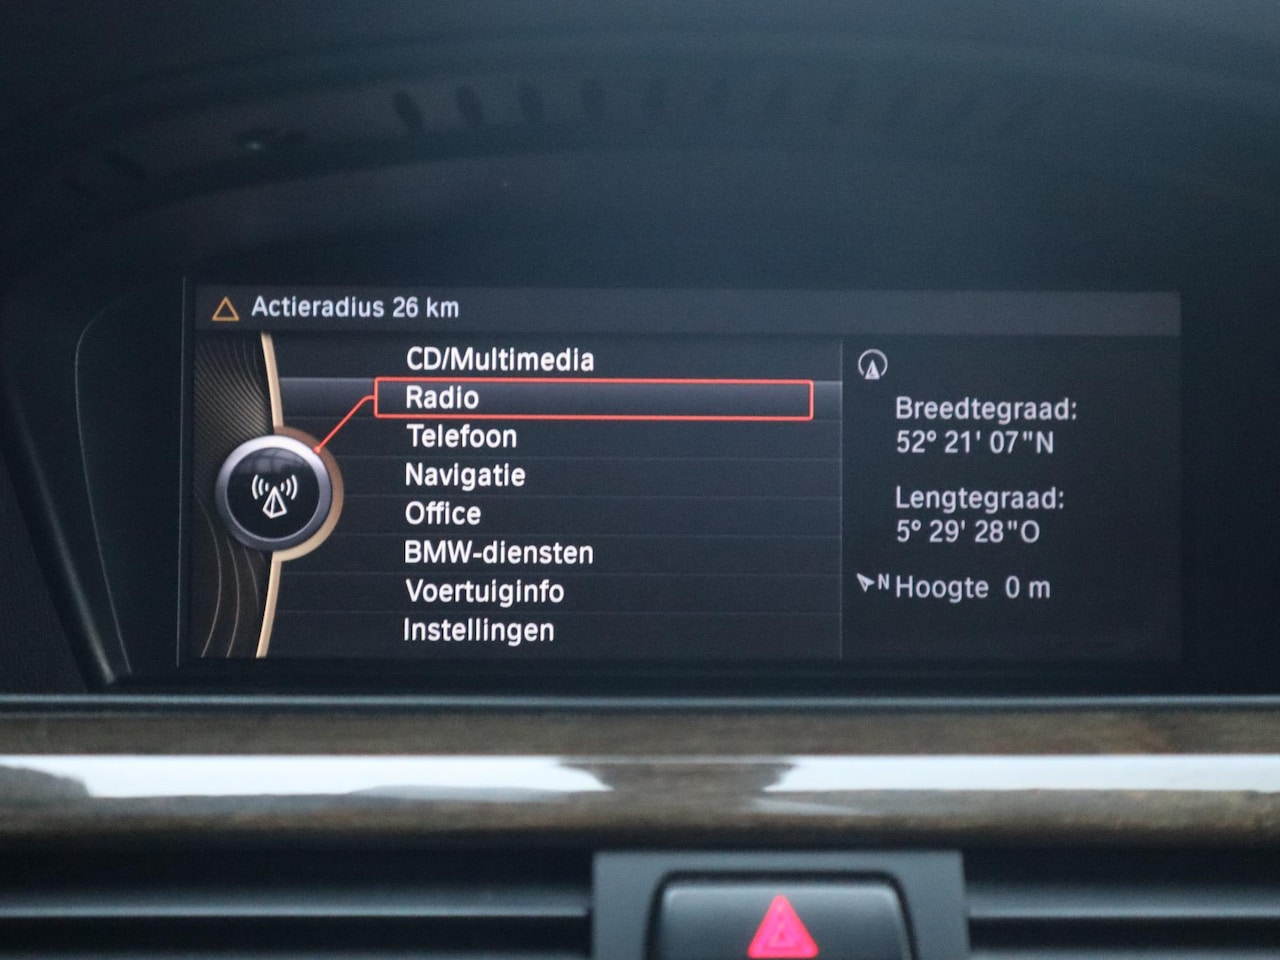 Actieradius 26 km
CD/Multimedia
Radio
Telefoon
Navigatie
Office
BMW-diensten
Voertuiginfo
Instellingen
Breedtegraad:
52° 21' 07"N
Lengtegraad:
5° 29' 28"O
N Hoogte 0 m